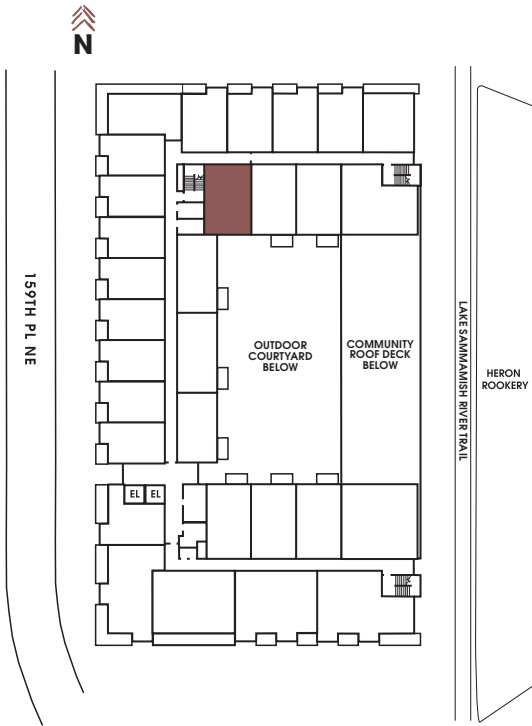 N
159TH PL NE
OUTDOOR
COURTYARD
BELOW
COMMUNITY
ROOF DECK
BELOW
LAKE SAMMAMISH RIVER TRAIL
HERON
ROOKERY
EL EL